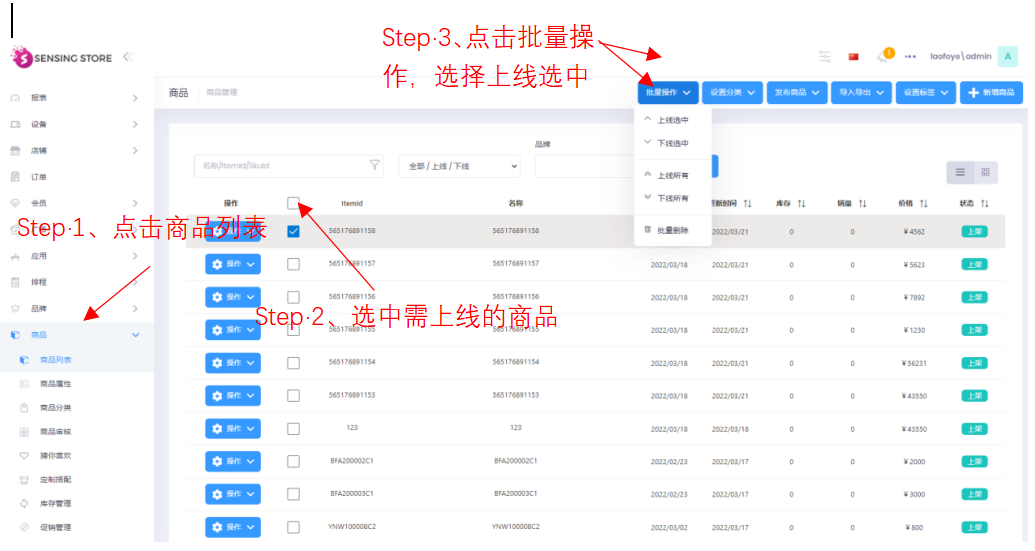 Step·3、点击批量操
作，选择上线选中
SENSING STORE
laofoye\admin
A
1
报表
设备
店铺
订单
会员
应用
排程
品牌
商品
商品列表
商品属性
商品分类
商品审核
猜你喜欢
定制搭配
库存管理
促销管理
Step·1、点击商品列表
商品 商品管理
批量操作 设置分类 发布商品 导入导出 设置标签 新增商品
上线选中
下线选中
上线所有
下线所有
批量删除
品牌
名称/ItemId/SkuId 全部 / 上线 / 下线
操作 ItemId 名称 新时间 库存 销量 价格 状态
565176891158 565176891158 2022/03/21 0 0 ¥4562 上架
操作 565176891157 565176891157 2022/03/18 2022/03/21 0 0 ¥5623 上架
操作 565176891156 565176891156 2022/03/18 2022/03/21 0 0 ¥7892 上架
Step·2、选中需上线的商品
操作 565176891155 565176891155 2022/03/18 2022/03/21 0 0 ¥1230 上架
操作 565176891154 565176891154 2022/03/18 2022/03/21 0 0 ¥56231 上架
操作 565176891153 565176891153 2022/03/18 2022/03/21 0 0 ¥43550 上架
操作 123 123 2022/03/18 2022/03/18 0 0 ¥43550 上架
操作 BFA200002C1 BFA200002C1 2022/02/23 2022/03/17 0 0 ¥2000 上架
操作 BFA200003C1 BFA200003C1 2022/02/23 2022/03/17 0 0 ¥3000 上架
操作 YNW100008C2 YNW100008C2 2022/03/02 2022/03/17 0 0 ¥800 上架